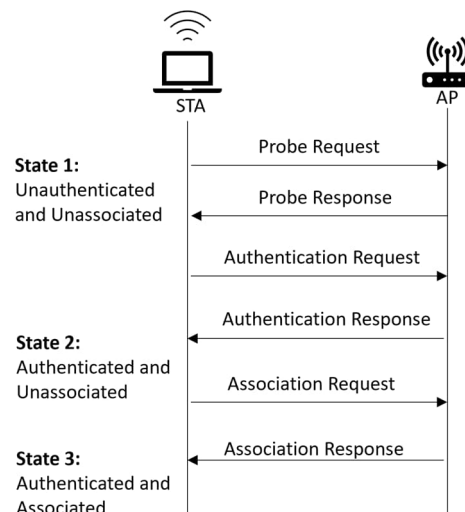 STA
AP
Probe Request
State 1:
Unauthenticated
and Unassociated
Probe Response
Authentication Request
Authentication Response
State 2:
Authenticated and
Unassociated
Association Request
Association Response
State 3:
Authenticated and
Associated